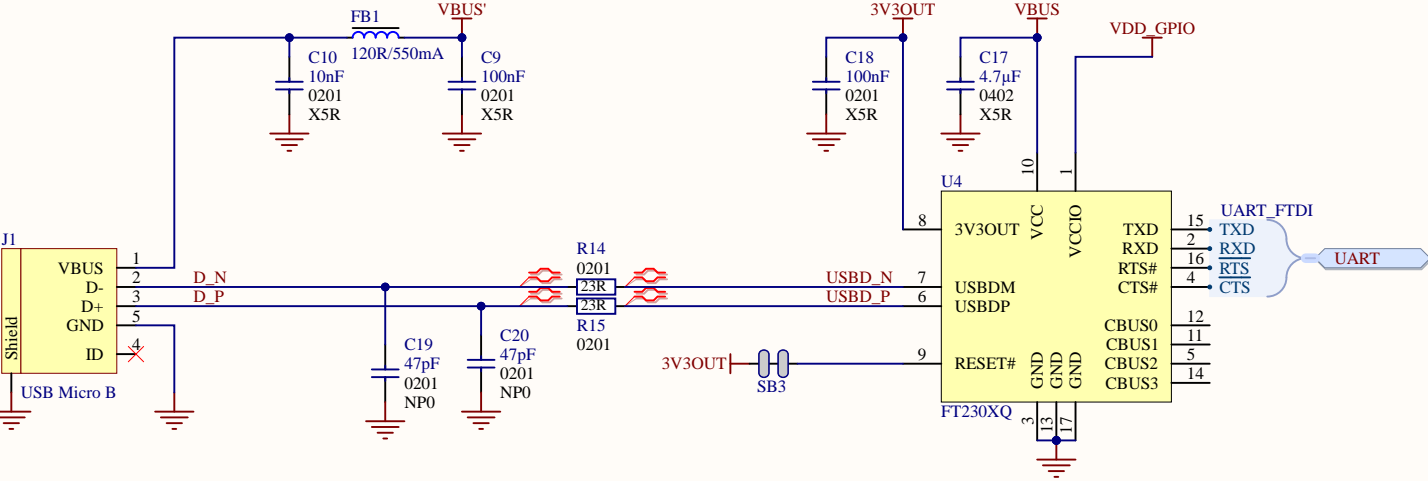 FB1
VBUS'
3V3OUT
VBUS
VDD_GPIO
120R/550mA
C10
10nF
0201
X5R
C9
100nF
0201
X5R
C18
100nF
0201
X5R
C17
4.7µF
0402
X5R
10
1
U4
J1
Shield
VBUS
D-
D+
GND
ID
1
2
3
5
4
USB Micro B
D_N
D_P
R14
0201
23R
23R
R15
0201
C19
47pF
0201
NP0
C20
47pF
0201
NP0
USBD_N
USBD_P
3V3OUT
SB3
8
7
6
9
3V3OUT
USBDM
USBDP
RESET#
VCC
VCCIO
GND
GND
GND
TXD
RXD
RTS#
CTS#
CBUS0
CBUS1
CBUS2
CBUS3
15
2
16
4
12
11
5
14
FT230XQ
3
13
17
UART_FTDI
TXD
RXD
RTS
CTS
UART